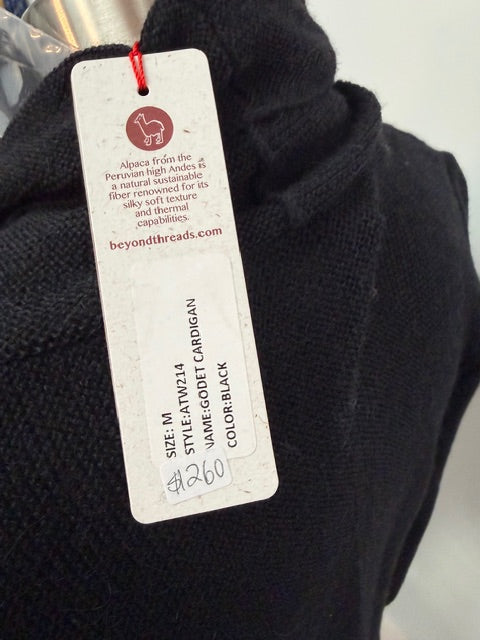 Alpaca from the
Peruvian high Andes is
a natural sustainable
fiber renowned for its
silky soft texture
and thermal
capabilities.
beyondthreads.com
SIZE: M
STYLE:ATW214
NAME:GODET CARDIGAN
COLOR:BLACK
$260